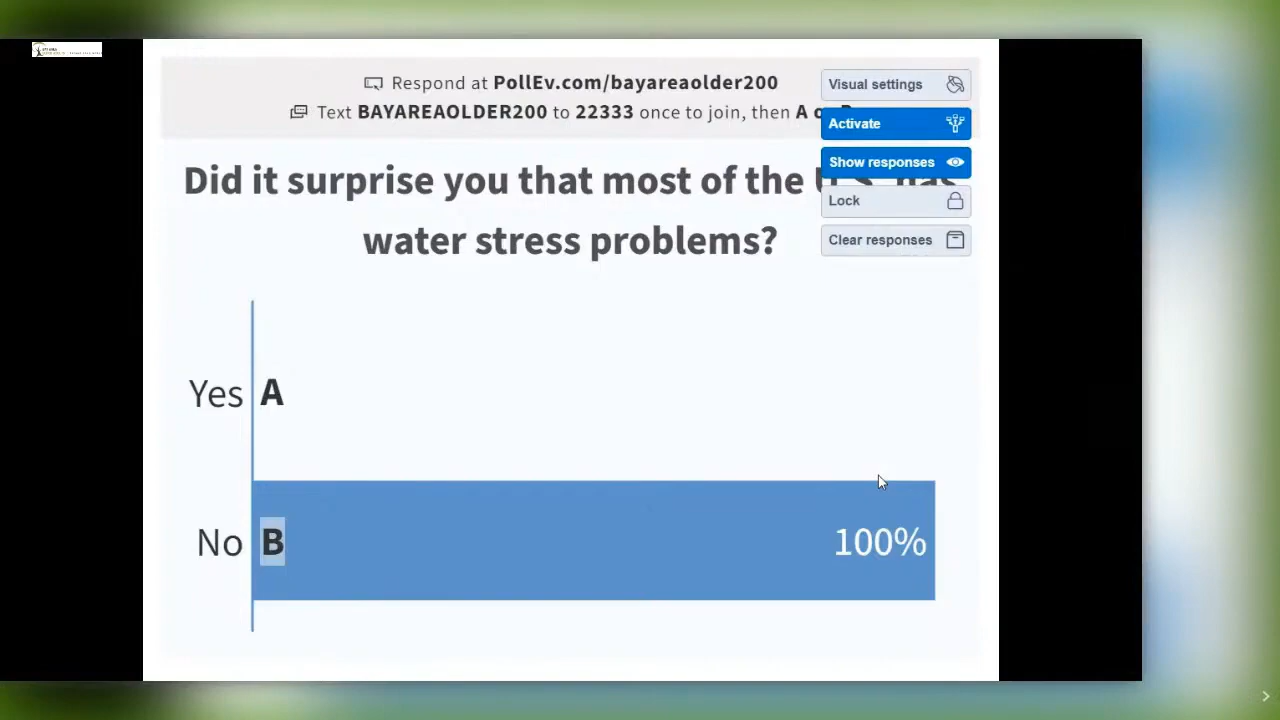 Respond at PollEv.com/bayareaolder200
Text BAYAREAOLDER200 to 22333 once to join, then A
Visual settings
Activate
Show responses
Lock
Clear responses
Did it surprise you that most of the U.S. has
water stress problems?
Yes A
No B
100%